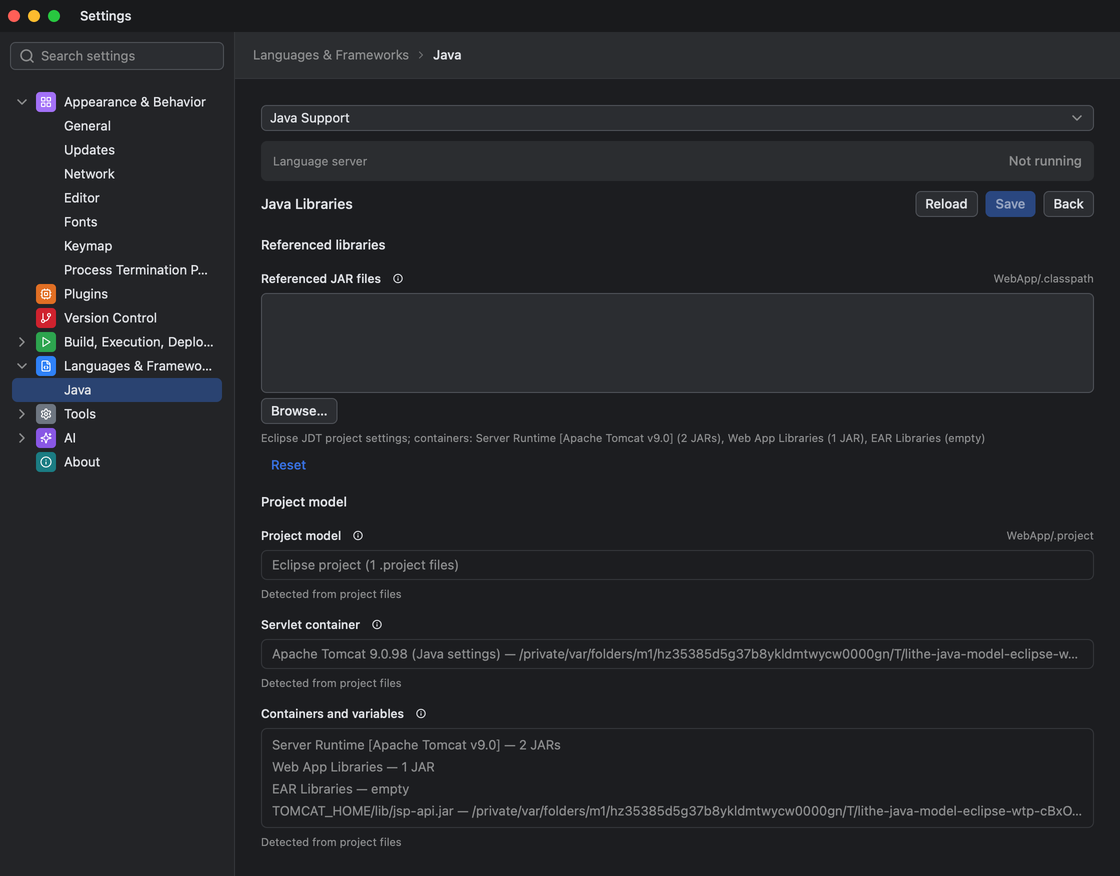 Settings
Search settings
Appearance & Behavior
General
Updates
Network
Editor
Fonts
Keymap
Process Termination P...
Plugins
Version Control
Build, Execution, Deplo...
Languages & Framewo...
Java
Tools
AI
About
Languages & Frameworks > Java
Java Support
Language server Not running
Java Libraries Reload Save Back
Referenced libraries
Referenced JAR files WebApp/.classpath
Browse...
Eclipse JDT project settings; containers: Server Runtime [Apache Tomcat v9.0] (2 JARs), Web App Libraries (1 JAR), EAR Libraries (empty)
Reset
Project model
Project model WebApp/.project
Eclipse project (1 .project files)
Detected from project files
Servlet container
Apache Tomcat 9.0.98 (Java settings) — /private/var/folders/m1/hz35385d5g37b8ykldmtwycw0000gn/T/lithe-java-model-eclipse-w...
Detected from project files
Containers and variables
Server Runtime [Apache Tomcat v9.0] — 2 JARs
Web App Libraries — 1 JAR
EAR Libraries — empty
TOMCAT_HOME/lib/jsp-api.jar — /private/var/folders/m1/hz35385d5g37b8ykldmtwycw0000gn/T/lithe-java-model-eclipse-wtp-cBxO...
Detected from project files